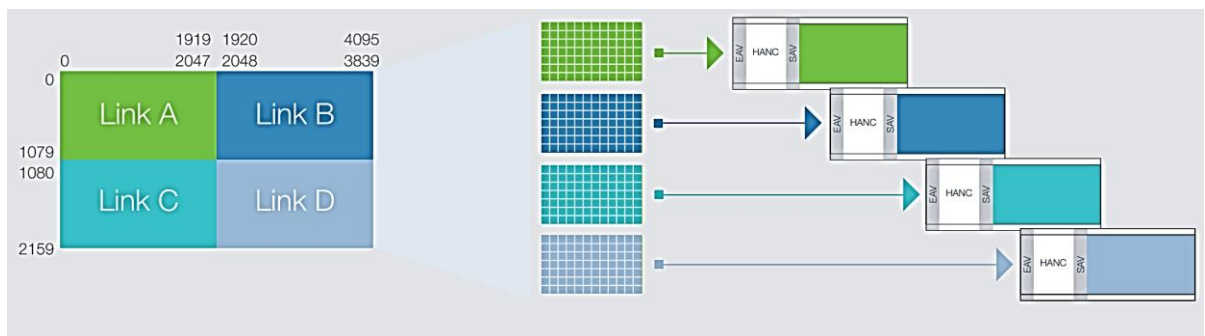 1919 1920 4095
0 2047 2048 3839
0
Link A Link B
1079
1080
Link C Link D
2159
EAV HANC SAV
EAV HANC SAV
EAV HANC SAV
EAV HANC SAV